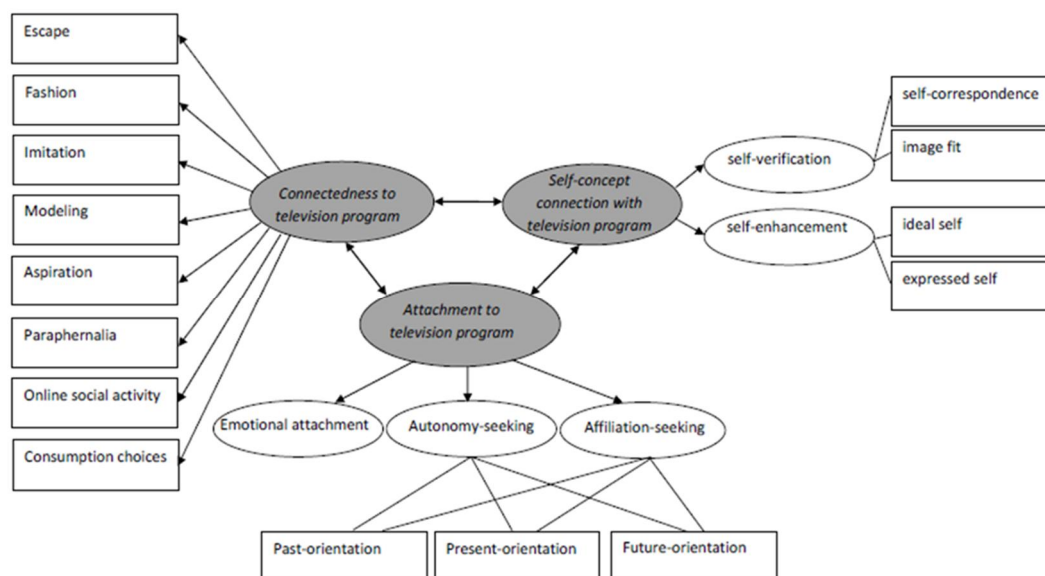 Escape
Fashion
Imitation
Modeling
Aspiration
Paraphernalia
Online social activity
Consumption choices
Connectedness to
television program
Self-concept
connection with
television program
Attachment to
television program
self-verification
self-enhancement
self-correspondence
image fit
ideal self
expressed self
Emotional attachment
Autonomy-seeking
Affiliation-seeking
Past-orientation
Present-orientation
Future-orientation